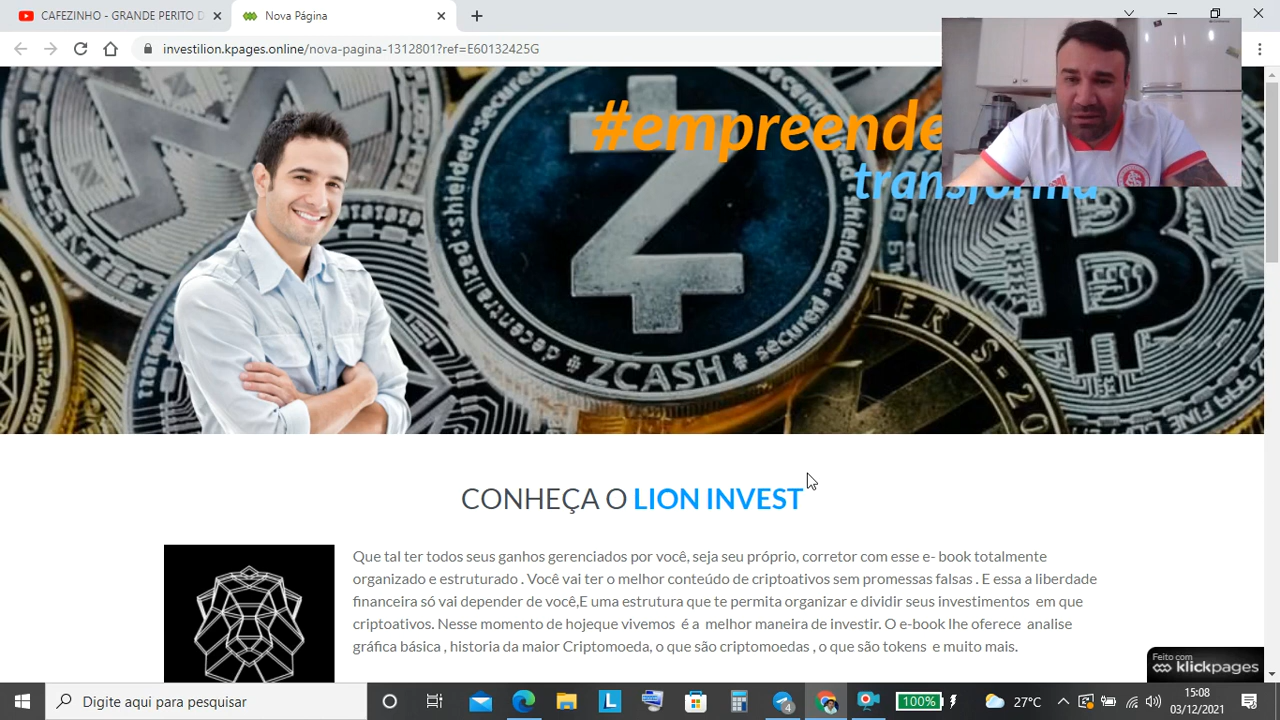 CAFEZINHO - GRANDE PERITO D
Nova Página
investilion.kpages.online/nova-pagina-1312801?ref=E60132425G
#empreende
transforma
decentralized * shielded * secured
ZCASH
CONHEÇA O LION INVEST
Que tal ter todos seus ganhos gerenciados por você, seja seu próprio, corretor com esse e- book totalmente
organizado e estruturado . Você vai ter o melhor conteúdo de criptoativos sem promessas falsas . E essa a liberdade
financeira só vai depender de você,E uma estrutura que te permita organizar e dividir seus investimentos em que
criptoativos. Nesse momento de hojeque vivemos é a melhor maneira de investir. O e-book lhe oferece analise
gráfica básica , historia da maior Criptomoeda, o que são criptomoedas , o que são tokens e muito mais.
Feito com
klickpages
Digite aqui para pesquisar
L
4
100%
27°C
15:08
03/12/2021